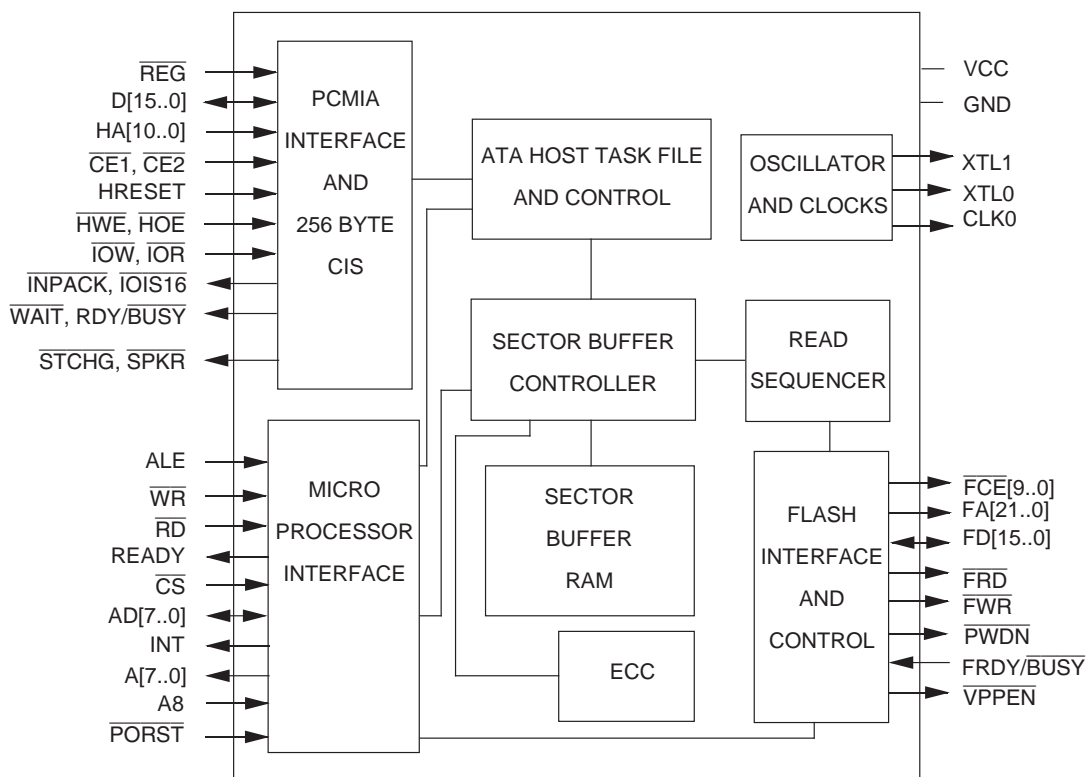 REG
D[15..0]
HA[10..0]
CE1, CE2
HRESET
HWE, HOE
IOW, IOR
INPACK, IOIS16
WAIT, RDY/BUSY
STCHG, SPKR
PCMIA
INTERFACE
AND
256 BYTE
CIS
ATA HOST TASK FILE
AND CONTROL
OSCILLATOR
AND CLOCKS
VCC
GND
XTL1
XTL0
CLK0
SECTOR BUFFER
CONTROLLER
READ
SEQUENCER
ALE
WR
RD
READY
CS
AD[7..0]
INT
A[7..0]
A8
PORST
MICRO
PROCESSOR
INTERFACE
SECTOR
BUFFER
RAM
ECC
FLASH
INTERFACE
AND
CONTROL
FCE[9..0]
FA[21..0]
FD[15..0]
FRD
FWR
PWDN
FRDY/BUSY
VPPEN